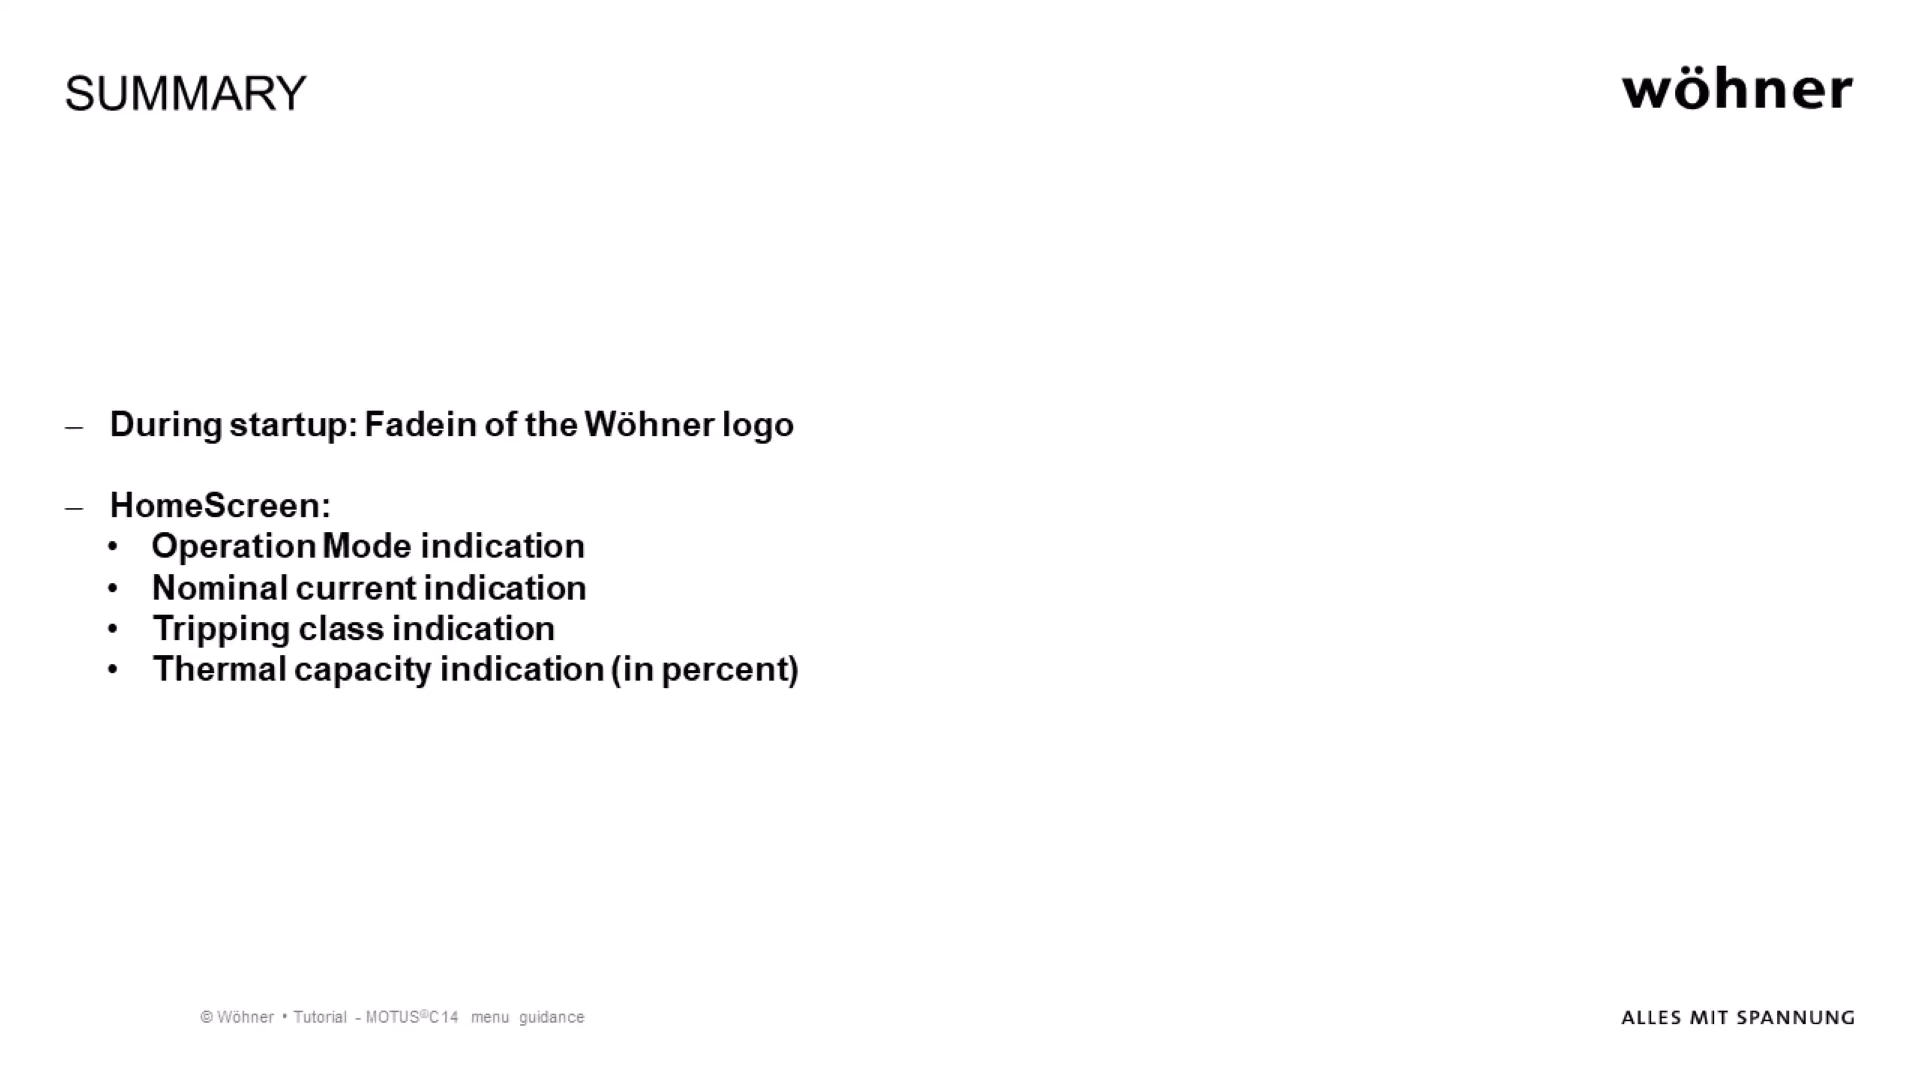 SUMMARY
wöhner
– During startup: Fadein of the Wöhner logo
– HomeScreen:
• Operation Mode indication
• Nominal current indication
• Tripping class indication
• Thermal capacity indication (in percent)
© Wöhner • Tutorial - MOTUS®C14 menu guidance
ALLES MIT SPANNUNG